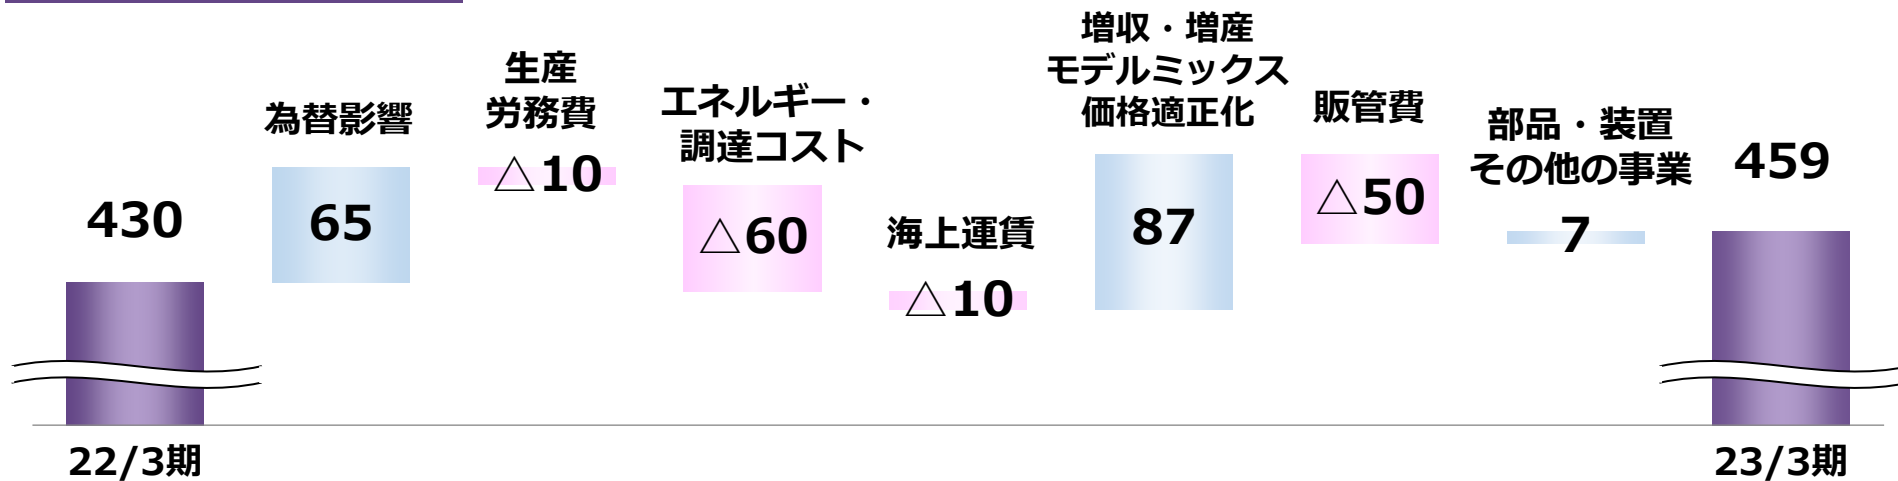 430
22/3期
為替影響
65
生産
労務費
△10
エネルギー・
調達コスト
△60
海上運賃
△10
増収・増産
モデルミックス
価格適正化
87
販管費
△50
部品・装置
その他の事業
7
459
23/3期